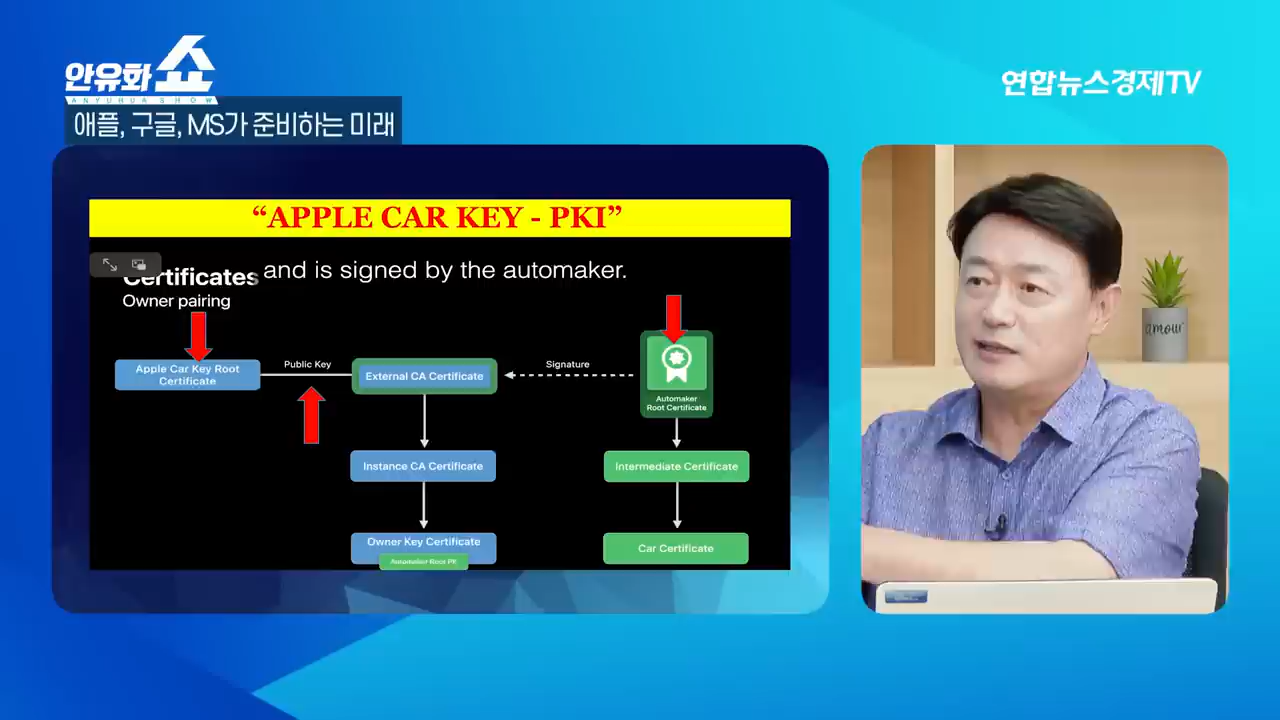 안유화 쇼
ANYUHUA SHOW
연합뉴스경제TV
애플, 구글, MS가 준비하는 미래
“APPLE CAR KEY - PKI”
Certificates and is signed by the automaker.
Owner pairing
Apple Car Key Root
Certificate
Public Key
External CA Certificate
Signature
Automaker
Root Certificate
Instance CA Certificate
Intermediate Certificate
Owner Key Certificate
Automaker Root PK
Car Certificate
amour